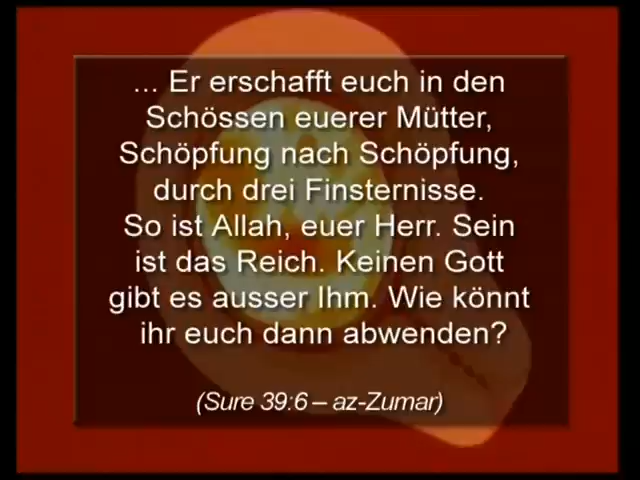 ... Er erschafft euch in den
Schössen euerer Mütter,
Schöpfung nach Schöpfung,
durch drei Finsternisse.
So ist Allah, euer Herr. Sein
ist das Reich. Keinen Gott
gibt es ausser Ihm. Wie könnt
ihr euch dann abwenden?
(Sure 39:6 – az-Zumar)